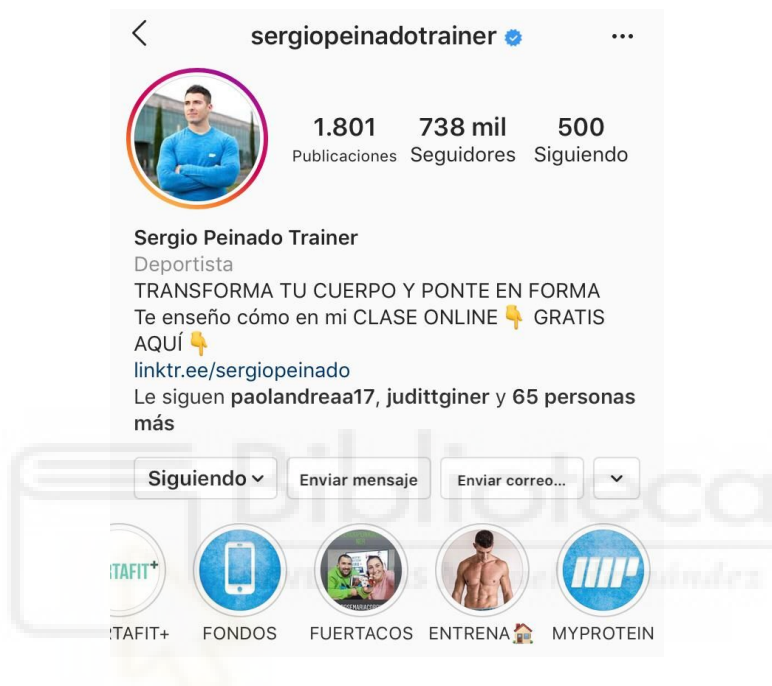 sergiopeinadotrainer
1.801 738 mil 500
Publicaciones Seguidores Siguiendo
Sergio Peinado Trainer
Deportista
TRANSFORMA TU CUERPO Y PONTE EN FORMA
Te enseño cómo en mi CLASE ONLINE 👇 GRATIS
AQUÍ 👇
linktr.ee/sergiopeinado
Le siguen paolandreaa17, judittginer y 65 personas
más
Siguiendo Enviar mensaje Enviar correo...
Biblioteca
TAFIT+
TAFIT+ FONDOS FUERTACOS ENTRENA🏠 MYPROTEIN